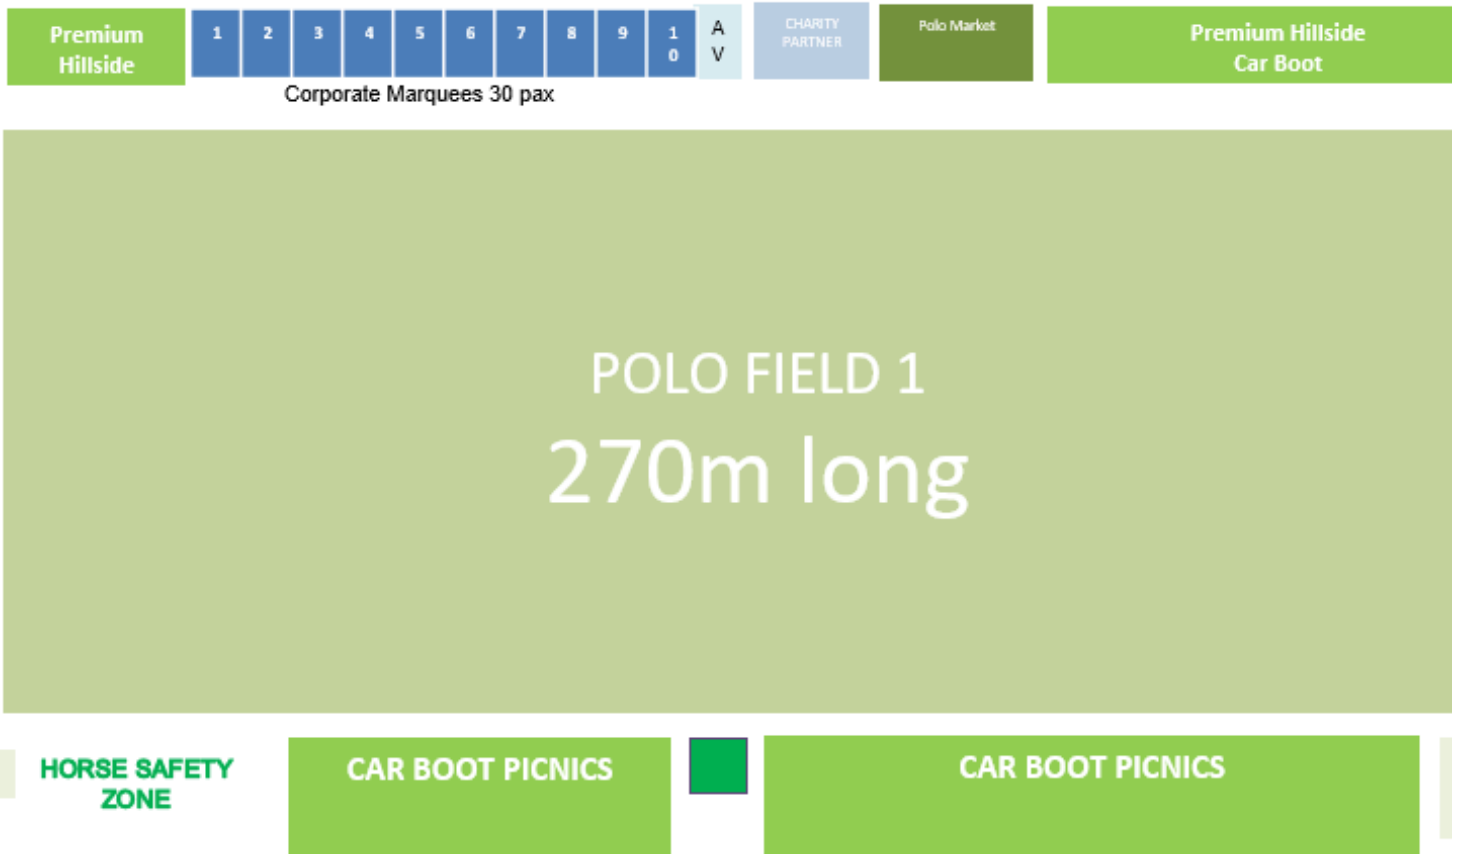 Premium
Hillside
1
2
3
4
5
6
7
8
9
1
0
A
V
CHARITY
PARTNER
Polo Market
Premium Hillside
Car Boot
Corporate Marquees 30 pax
POLO FIELD 1
270m long
HORSE SAFETY
ZONE
CAR BOOT PICNICS
CAR BOOT PICNICS